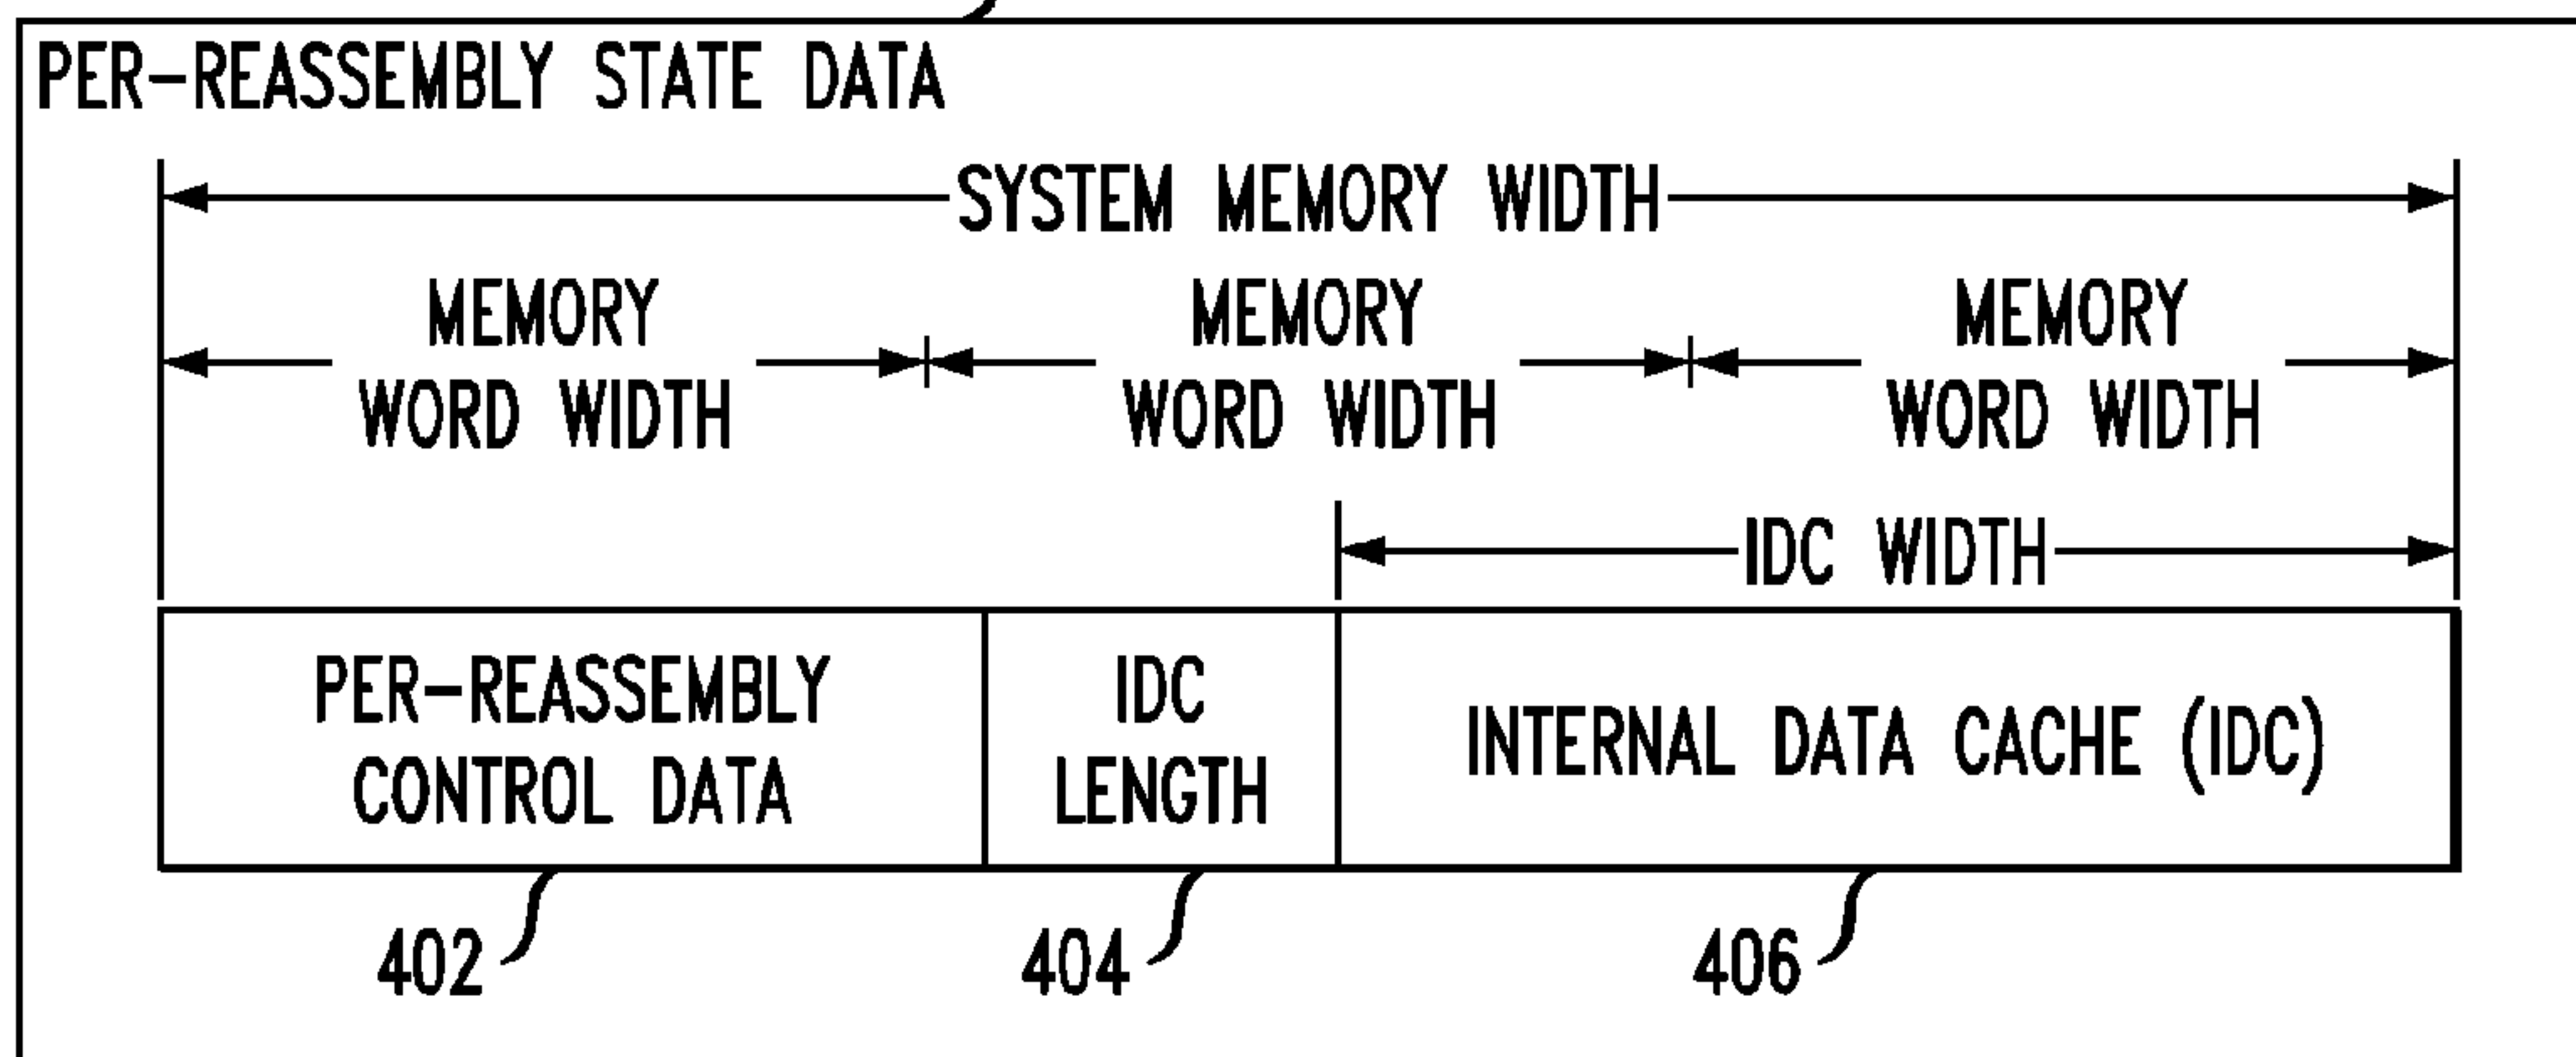 PER-REASSEMBLY STATE DATA
SYSTEM MEMORY WIDTH
MEMORY
WORD WIDTH
MEMORY
WORD WIDTH
MEMORY
WORD WIDTH
IDC WIDTH
PER-REASSEMBLY
CONTROL DATA
IDC
LENGTH
INTERNAL DATA CACHE (IDC)
402
404
406